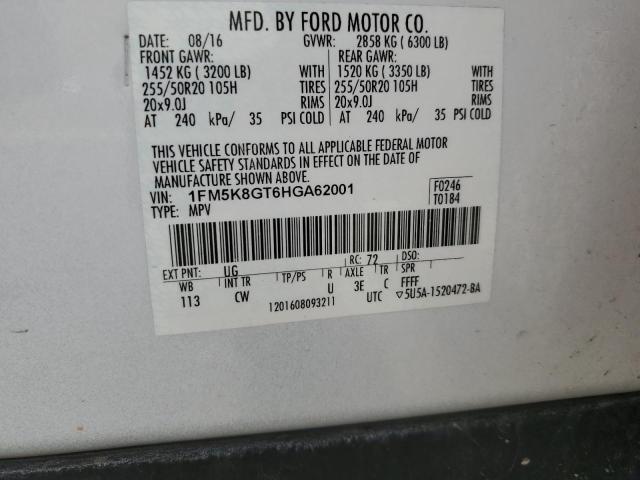 MFD. BY FORD MOTOR CO.
DATE: 08/16 GVWR: 2858 KG ( 6300 LB)
FRONT GAWR: REAR GAWR:
1452 KG ( 3200 LB) WITH 1520 KG ( 3350 LB) WITH
255/50R20 105H TIRES 255/50R20 105H TIRES
20x9.0J RIMS 20x9.0J RIMS
AT 240 kPa/ 35 PSI COLD AT 240 kPa/ 35 PSI COLD
THIS VEHICLE CONFORMS TO ALL APPLICABLE FEDERAL MOTOR
VEHICLE SAFETY STANDARDS IN EFFECT ON THE DATE OF
MANUFACTURE SHOWN ABOVE.
VIN: 1FM5K8GT6HGA62001 F0246
TYPE: MPV T0184
EXT PNT: UG RC: 72 DSO:
WB INT TR TP/PS R AXLE TR SPR
113 CW U 3E C FFFF
1201608093211 UTC ▽5U5A-1520472-BA